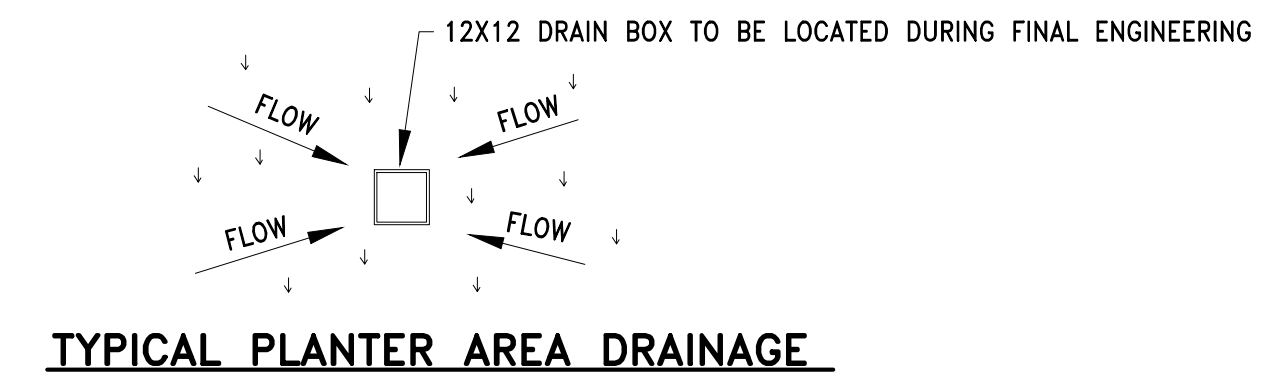 12X12 DRAIN BOX TO BE LOCATED DURING FINAL ENGINEERING
FLOW
FLOW
FLOW
FLOW
TYPICAL PLANTER AREA DRAINAGE